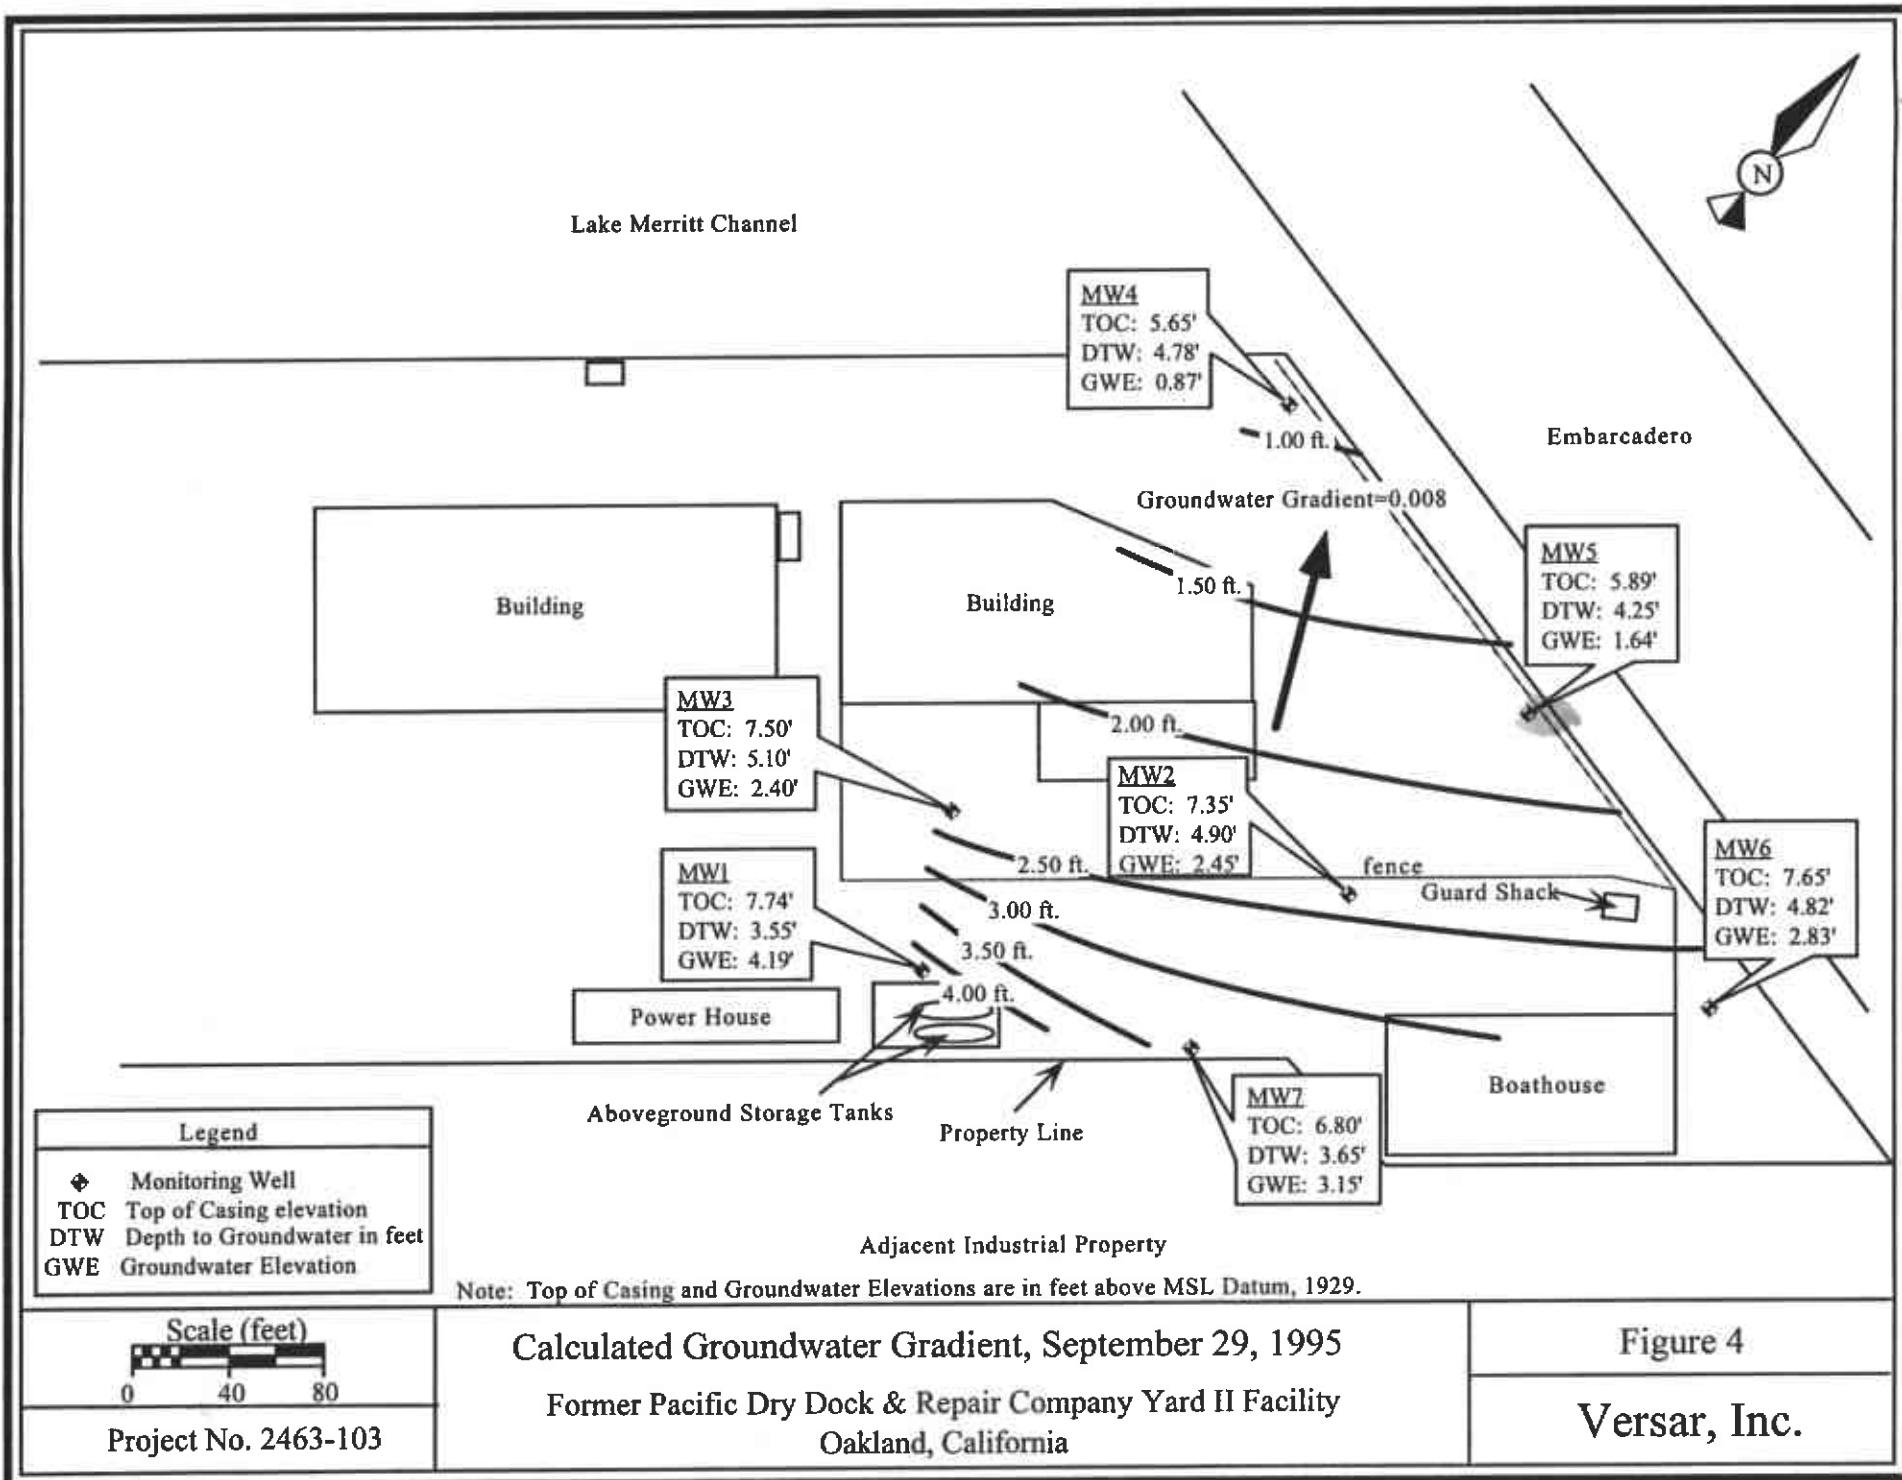 N
Lake Merritt Channel
MW4
TOC: 5.65'
DTW: 4.78'
GWE: 0.87'
1.00 ft.
Embarcadero
Groundwater Gradient=0.008
MW5
TOC: 5.89'
DTW: 4.25'
GWE: 1.64'
1.50 ft.
Building
Building
MW3
TOC: 7.50'
DTW: 5.10'
GWE: 2.40'
2.00 ft.
MW2
TOC: 7.35'
DTW: 4.90'
GWE: 2.45'
MW6
TOC: 7.65'
DTW: 4.82'
GWE: 2.83'
MW1
TOC: 7.74'
DTW: 3.55'
GWE: 4.19'
2.50 ft.
fence
Guard Shack
3.00 ft.
3.50 ft.
4.00 ft.
Power House
Boathouse
Aboveground Storage Tanks
Property Line
MW7
TOC: 6.80'
DTW: 3.65'
GWE: 3.15'
Legend
Monitoring Well
TOC Top of Casing elevation
DTW Depth to Groundwater in feet
GWE Groundwater Elevation
Adjacent Industrial Property
Note: Top of Casing and Groundwater Elevations are in feet above MSL Datum, 1929.
Scale (feet)
0 40 80
Project No. 2463-103
Calculated Groundwater Gradient, September 29, 1995
Former Pacific Dry Dock & Repair Company Yard II Facility
Oakland, California
Figure 4
Versar, Inc.